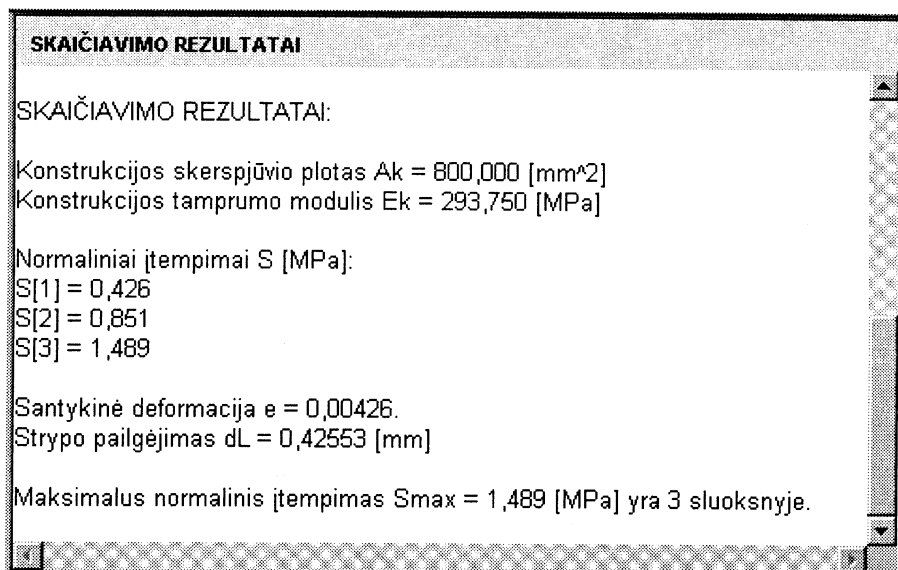 SKAIČIAVIMO REZULTATAI
SKAIČIAVIMO REZULTATAI:
Konstrukcijos skerspjūvio plotas Ak = 800,000 [mm^2]
Konstrukcijos tamprumo modulis Ek = 293,750 [MPa]
Normaliniai įtempimai S [MPa]:
S[1] = 0,426
S[2] = 0,851
S[3] = 1,489
Santykinė deformacija e = 0,00426.
Strypo pailgėjimas dL = 0,42553 [mm]
Maksimalus normalinis įtempimas Smax = 1,489 [MPa] yra 3 sluoksnyje.